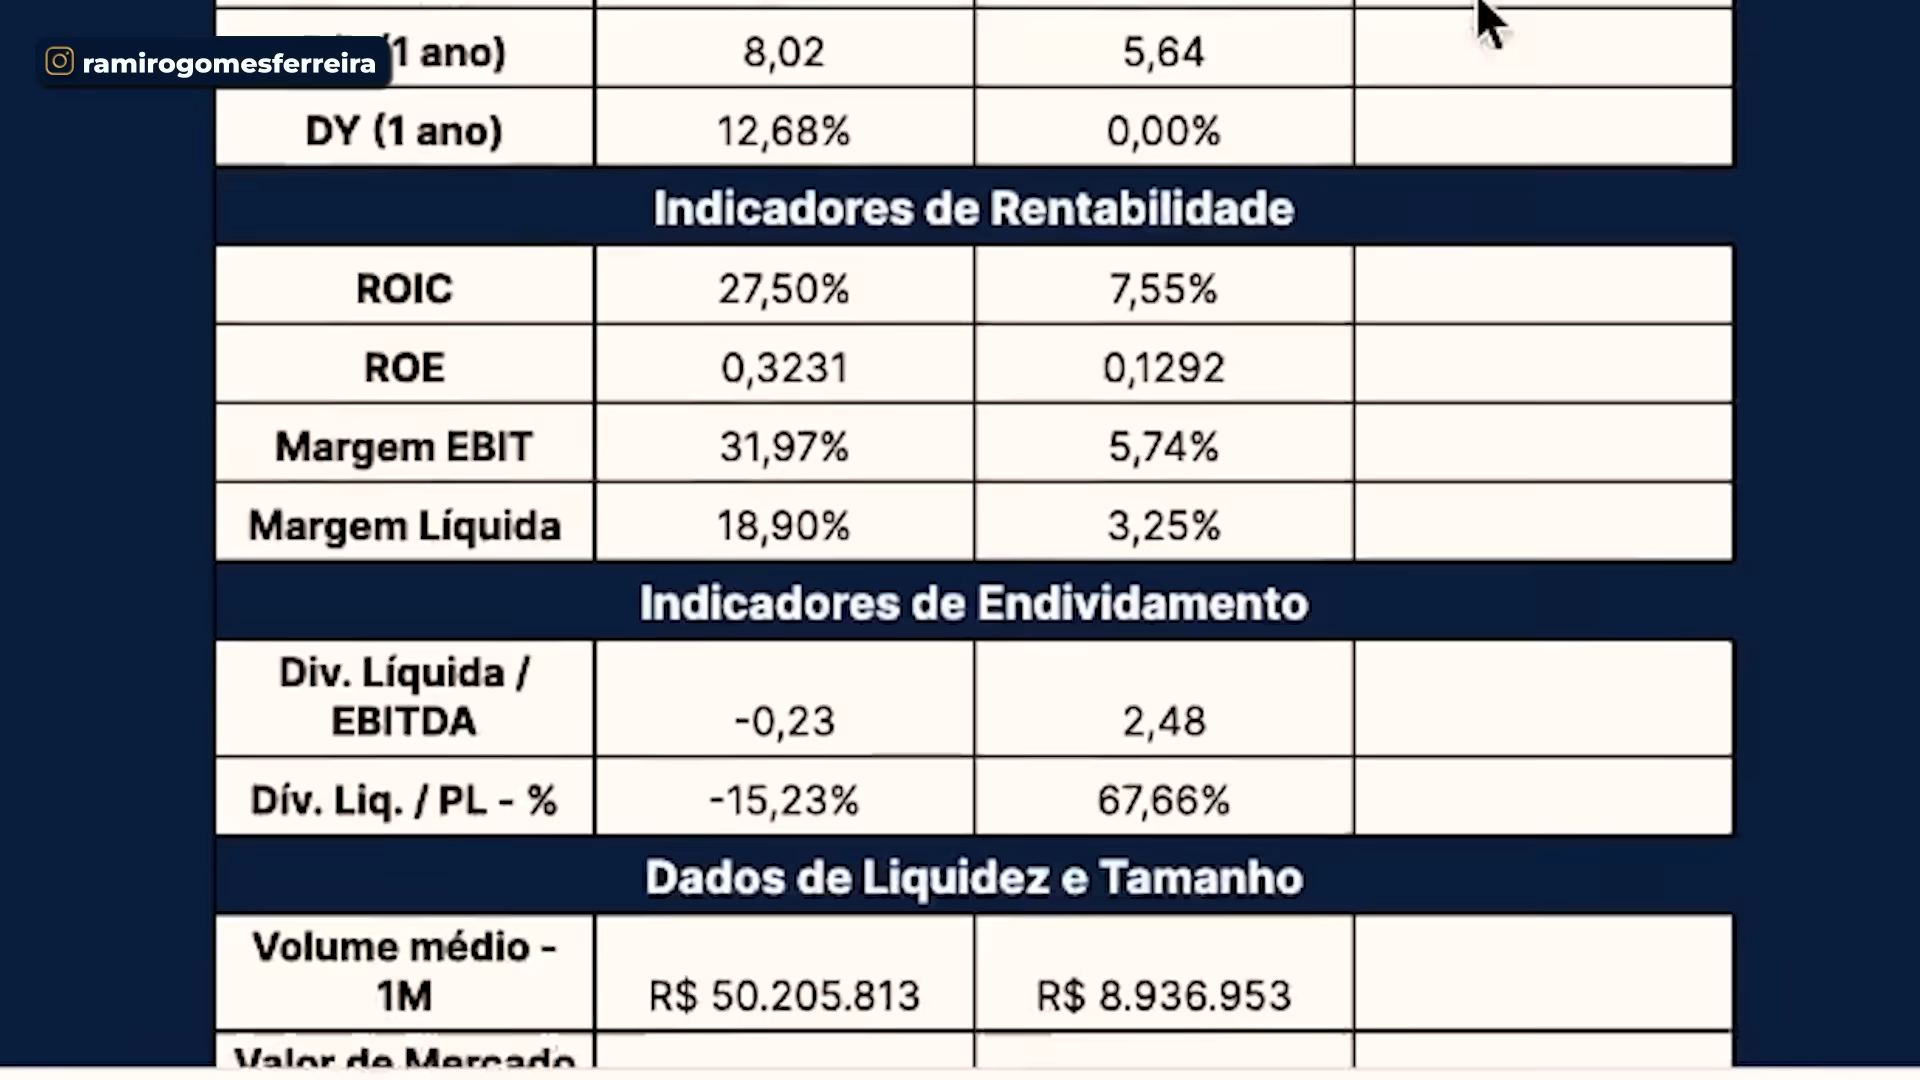 ramirogomesferreira
(1 ano) 8,02 5,64
DY (1 ano) 12,68% 0,00%
Indicadores de Rentabilidade
ROIC 27,50% 7,55%
ROE 0,3231 0,1292
Margem EBIT 31,97% 5,74%
Margem Líquida 18,90% 3,25%
Indicadores de Endividamento
Div. Líquida /
EBITDA -0,23 2,48
Dív. Liq. / PL - % -15,23% 67,66%
Dados de Liquidez e Tamanho
Volume médio -
1M R$ 50.205.813 R$ 8.936.953
Valor de Mercado